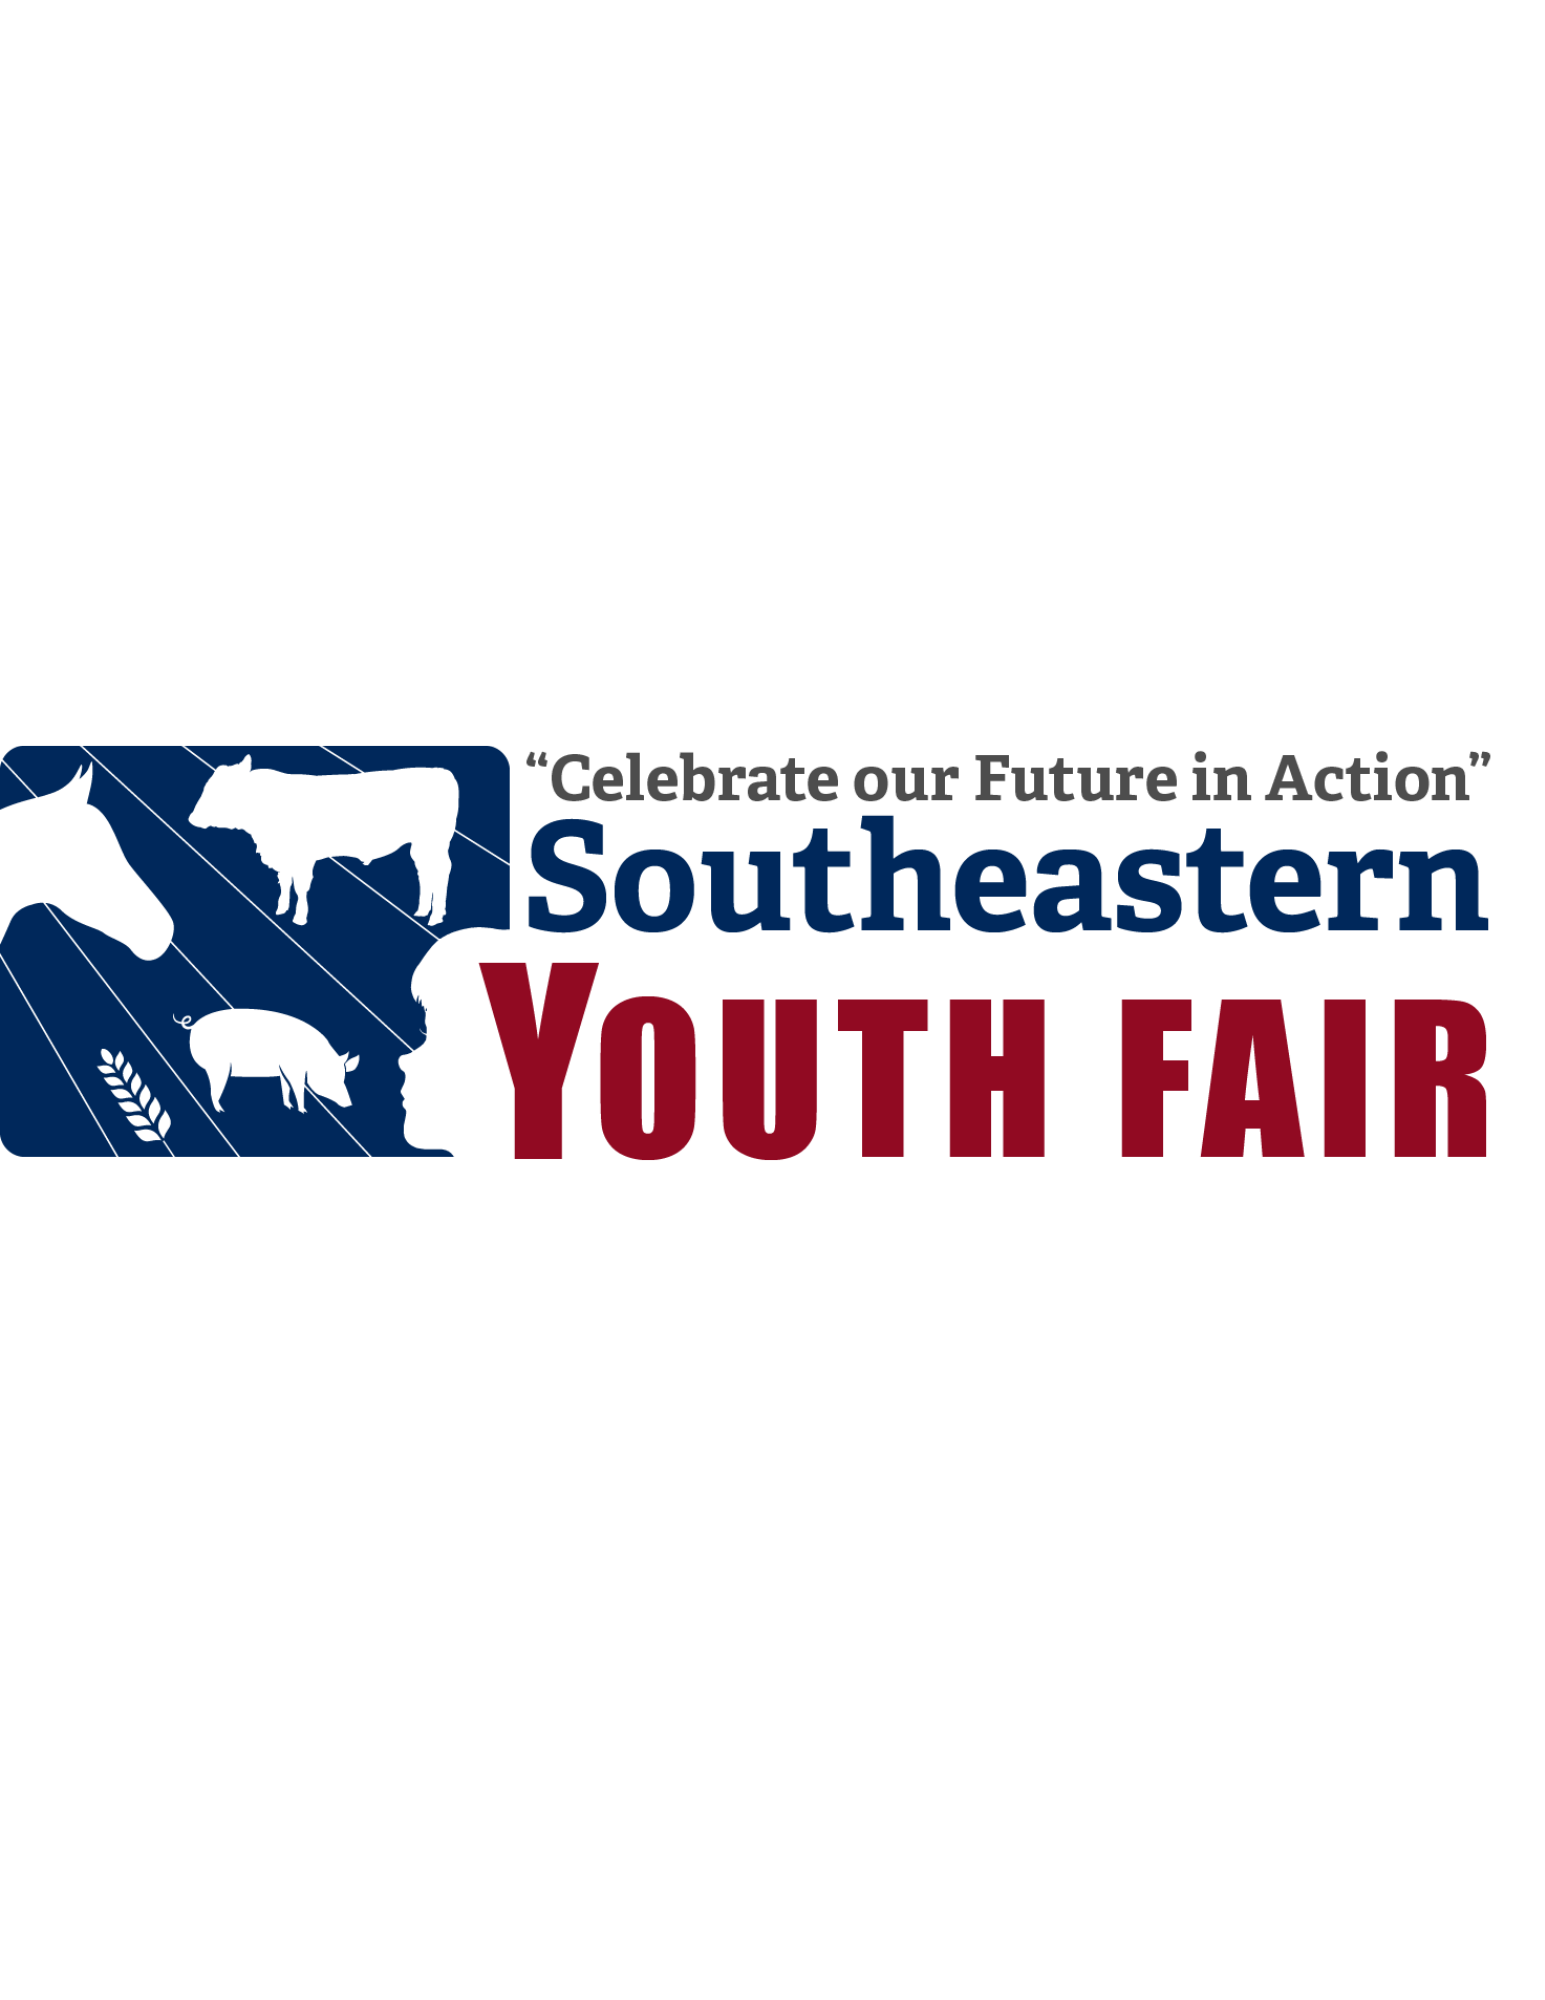 “Celebrate our Future in Action”
Southeastern
YOUTH FAIR